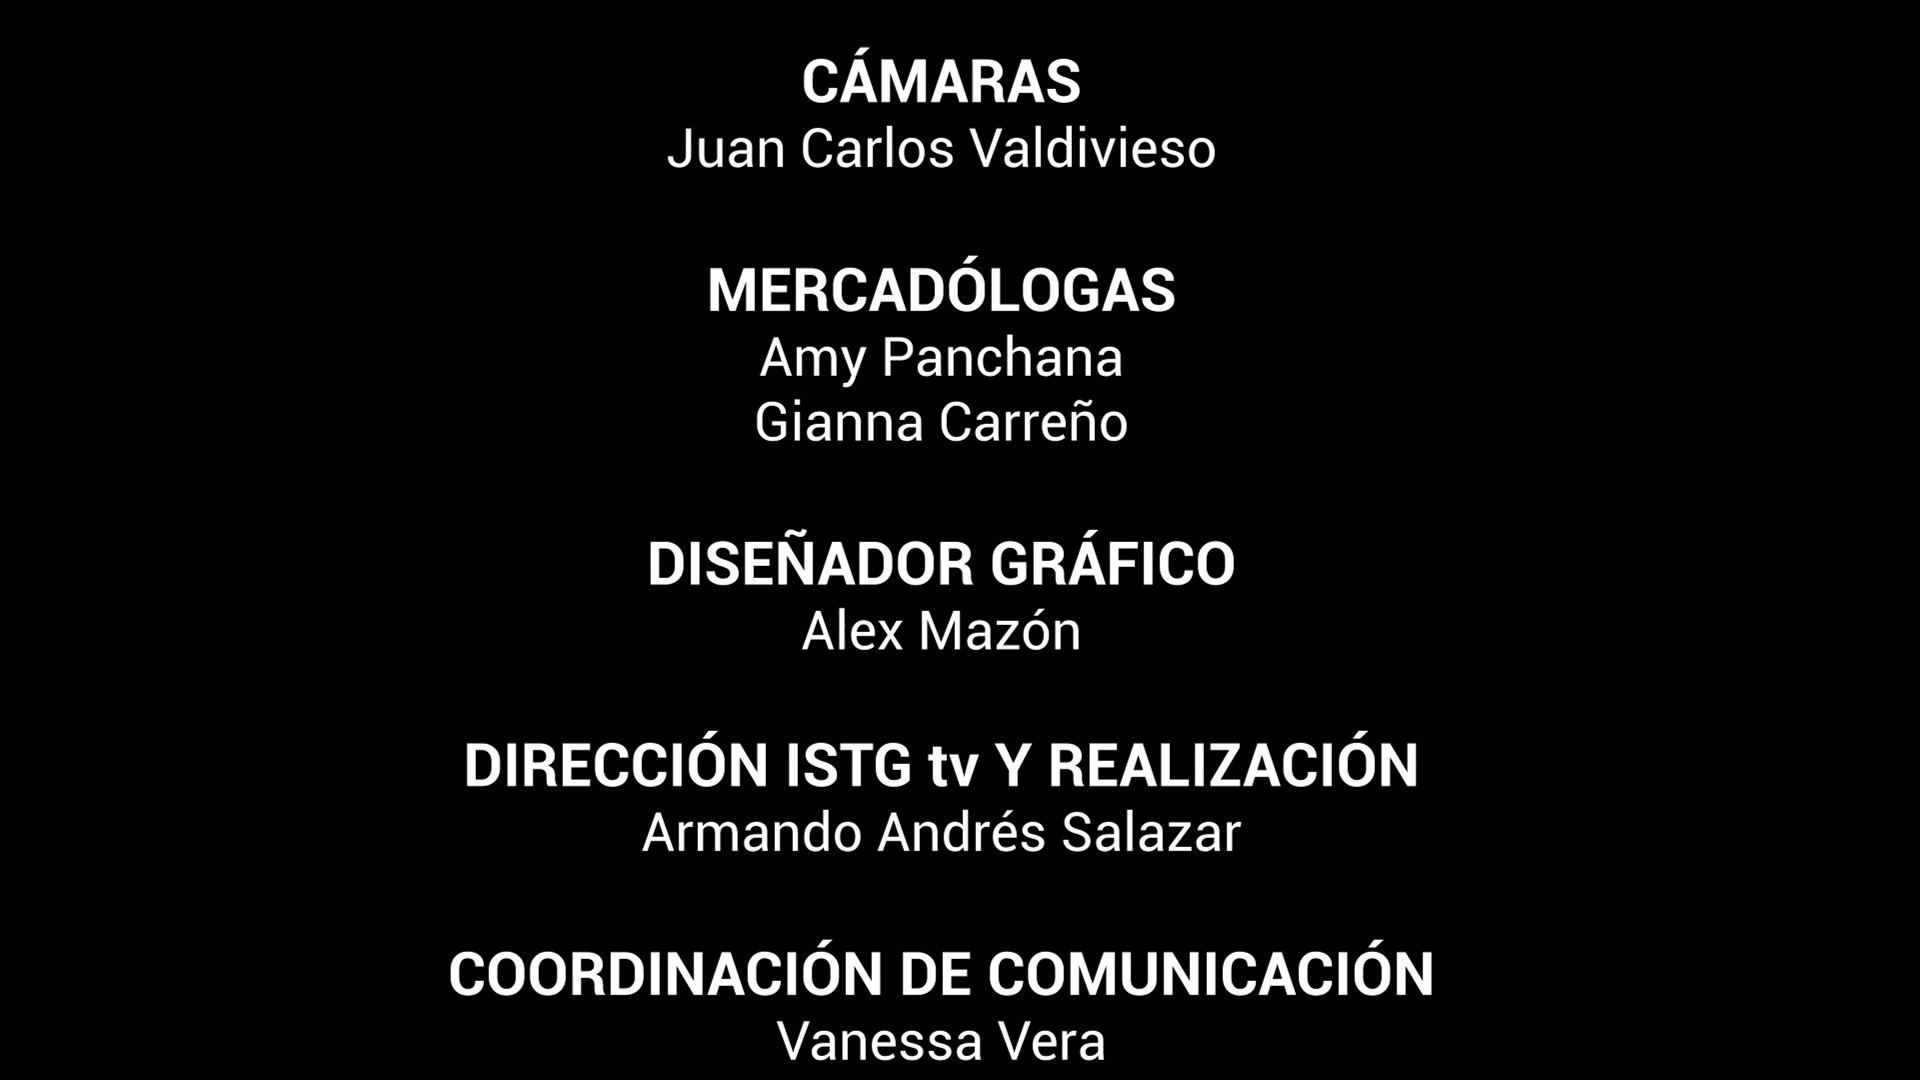 CÁMARAS
Juan Carlos Valdivieso
MERCADÓLOGAS
Amy Panchana
Gianna Carreño
DISEÑADOR GRÁFICO
Alex Mazón
DIRECCIÓN ISTG tv Y REALIZACIÓN
Armando Andrés Salazar
COORDINACIÓN DE COMUNICACIÓN
Vanessa Vera